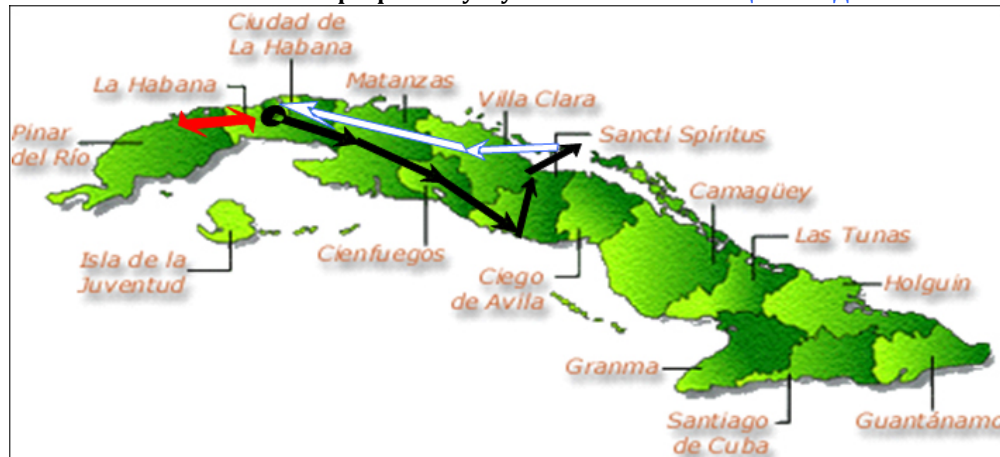 Ciudad de
La Habana
La Habana
Matanzas
Villa Clara
Pinar
del Río
Sancti Spíritus
Camagüey
Las Tunas
Isla de la
Juventud
Cienfuegos
Ciego
de Avila
Holguin
Granma
Santiago
de Cuba
Guantánamo